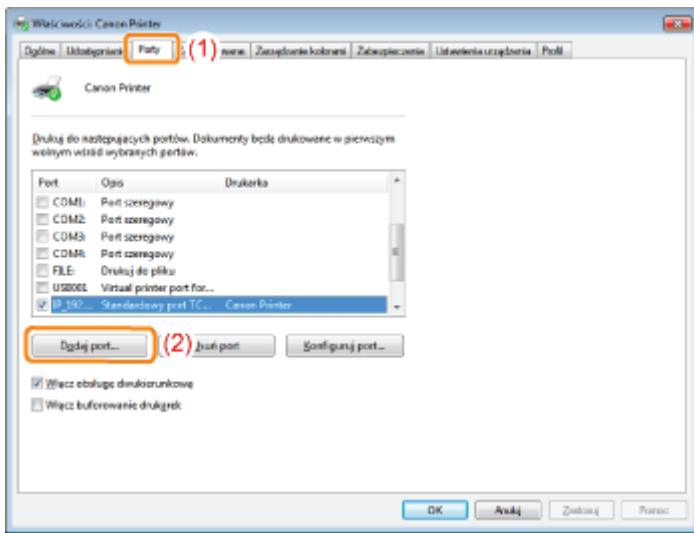 Właściwości: Canon Printer
Ogólne Udostępnianie Porty (1) Zarządzanie kolorami Zabezpieczenia Ustawienia urządzenia Profil
Canon Printer
Drukuj do następujących portów. Dokumenty będą drukowane w pierwszym
wolnym wśród wybranych portów.
Port Opis Drukarka
COM1: Port szeregowy
COM2: Port szeregowy
COM3: Port szeregowy
COM4: Port szeregowy
FILE: Drukuj do pliku
USB001 Virtual printer port for...
IP_192.... Standardowy port TC... Canon Printer
Dodaj port... (2) Usuń port Konfiguruj port...
Włącz obsługę dwukierunkową
Włącz buforowanie drukarek
OK Anuluj Zastosuj Pomoc